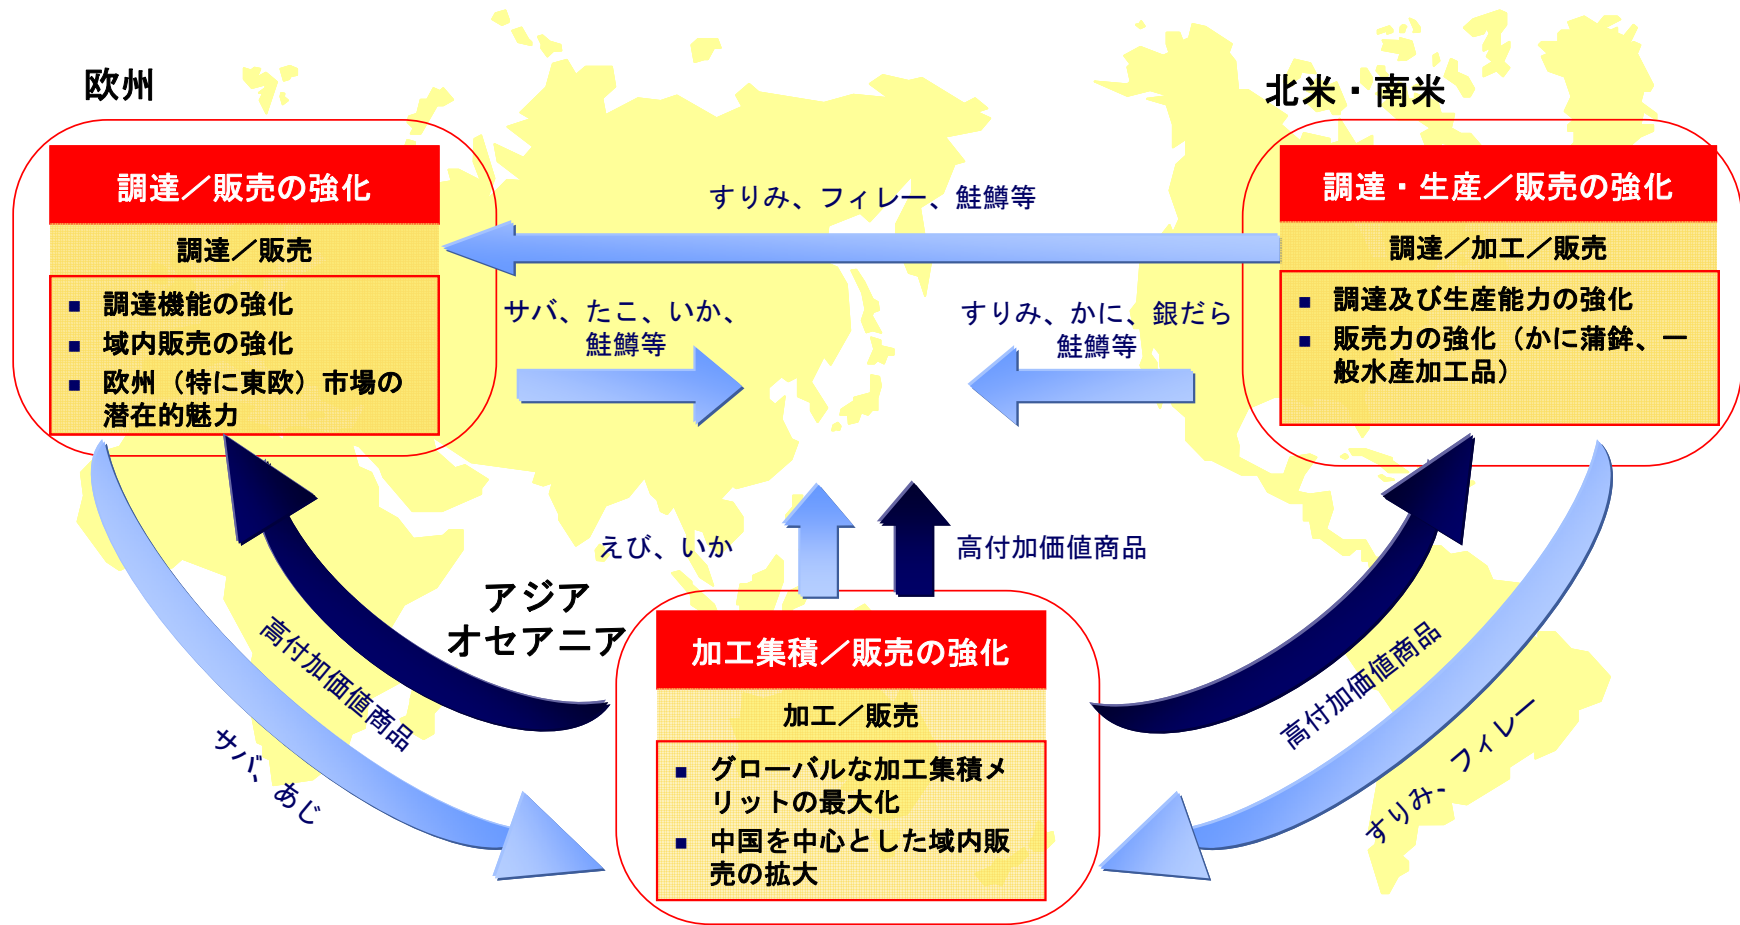 欧州
調達／販売の強化
調達／販売
■ 調達機能の強化
■ 域内販売の強化
■ 欧州（特に東欧）市場の
潜在的魅力
北米・南米
調達・生産／販売の強化
調達／加工／販売
■ 調達及び生産能力の強化
■ 販売力の強化（かに蒲鉾、一
般水産加工品）
すりみ、フィレー、鮭鱒等
サバ、たこ、いか、
鮭鱒等
すりみ、かに、銀だら
鮭鱒等
えび、いか
高付加価値商品
アジア
オセアニア
加工集積／販売の強化
加工／販売
■ グローバルな加工集積メ
リットの最大化
■ 中国を中心とした域内販
売の拡大
高付加価値商品
サバ、あじ
高付加価値商品
すりみ、フィレー